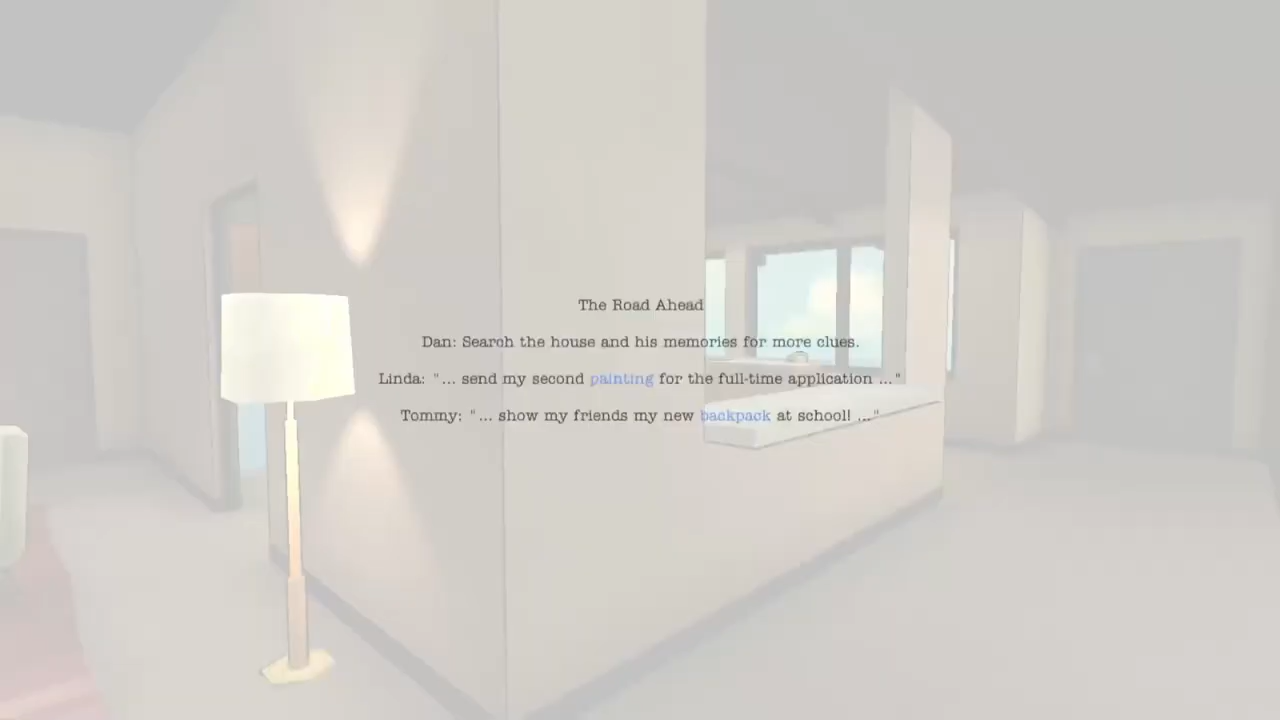 The Road Ahead
Dan: Search the house and his memories for more clues.
Linda: "... send my second painting for the full-time application ..."
Tommy: "... show my friends my new backpack at school! ..."